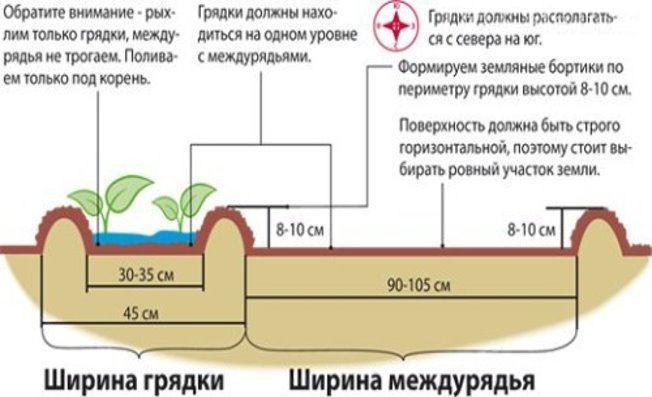 Обратите внимание - рых-
лим только грядки, между-
рядья не трогаем. Полива-
ем только под корень.
Грядки должны нахо-
диться на одном уровне
с междурядьями.
Ю
Грядки должны располагать-
ся с севера на юг.
Формируем земляные бортики по
периметру грядки высотой 8-10 см.
Поверхность должна быть строго
горизонтальной, поэтому стоит вы-
бирать ровный участок земли.
8-10 см
8-10 см
30-35 см
90-105 см
45 см
Ширина грядки
Ширина междурядья